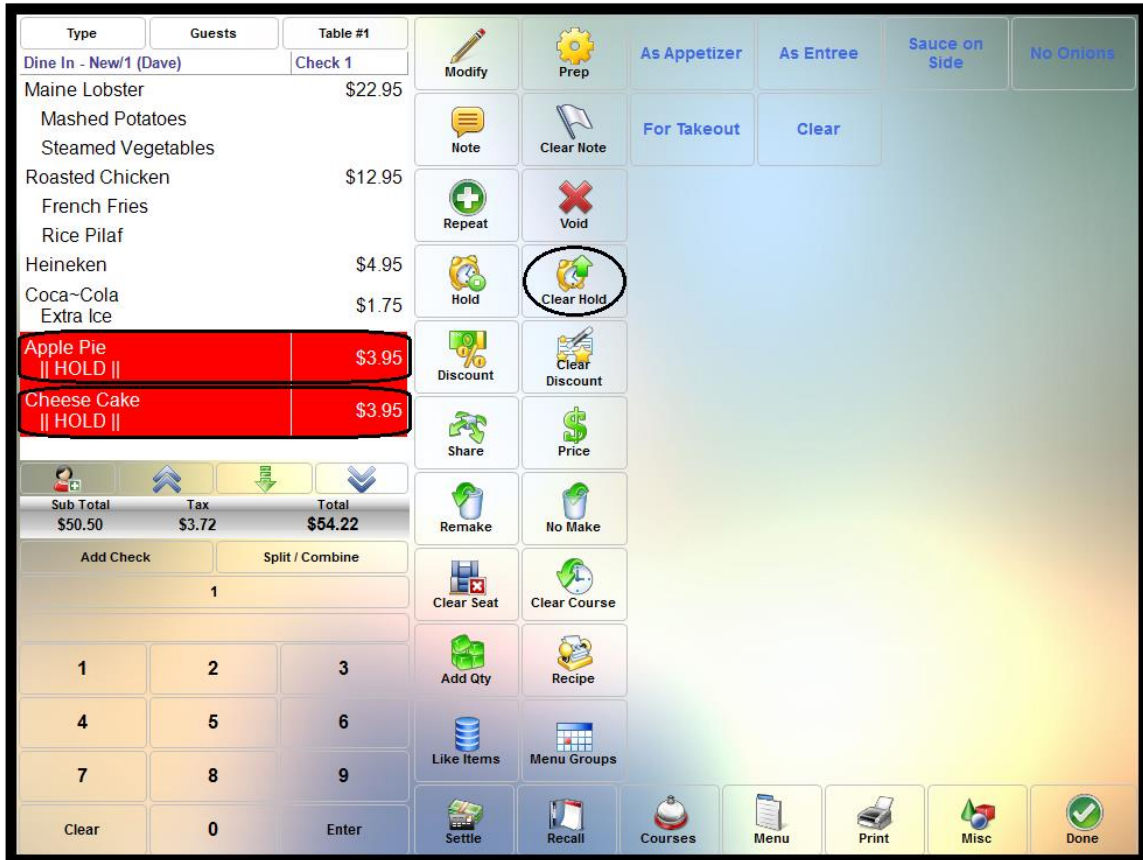 Type Guests Table #1
Dine In - New/1 (Dave) Check 1
Maine Lobster $22.95
Mashed Potatoes
Steamed Vegetables
Roasted Chicken $12.95
French Fries
Rice Pilaf
Heineken $4.95
Coca~Cola $1.75
Extra Ice
Apple Pie $3.95
|| HOLD ||
Cheese Cake $3.95
|| HOLD ||
Sub Total Tax Total
$50.50 $3.72 $54.22
Add Check Split / Combine
1
1 2 3
4 5 6
7 8 9
Clear 0 Enter
Modify Prep
Note Clear Note
Repeat Void
Hold Clear Hold
Discount Clear
Discount
Share Price
Remake No Make
Clear Seat Clear Course
Add Qty Recipe
Like Items Menu Groups
As Appetizer As Entree Sauce on
Side No Onions
For Takeout Clear
Settle Recall Courses Menu Print Misc Done